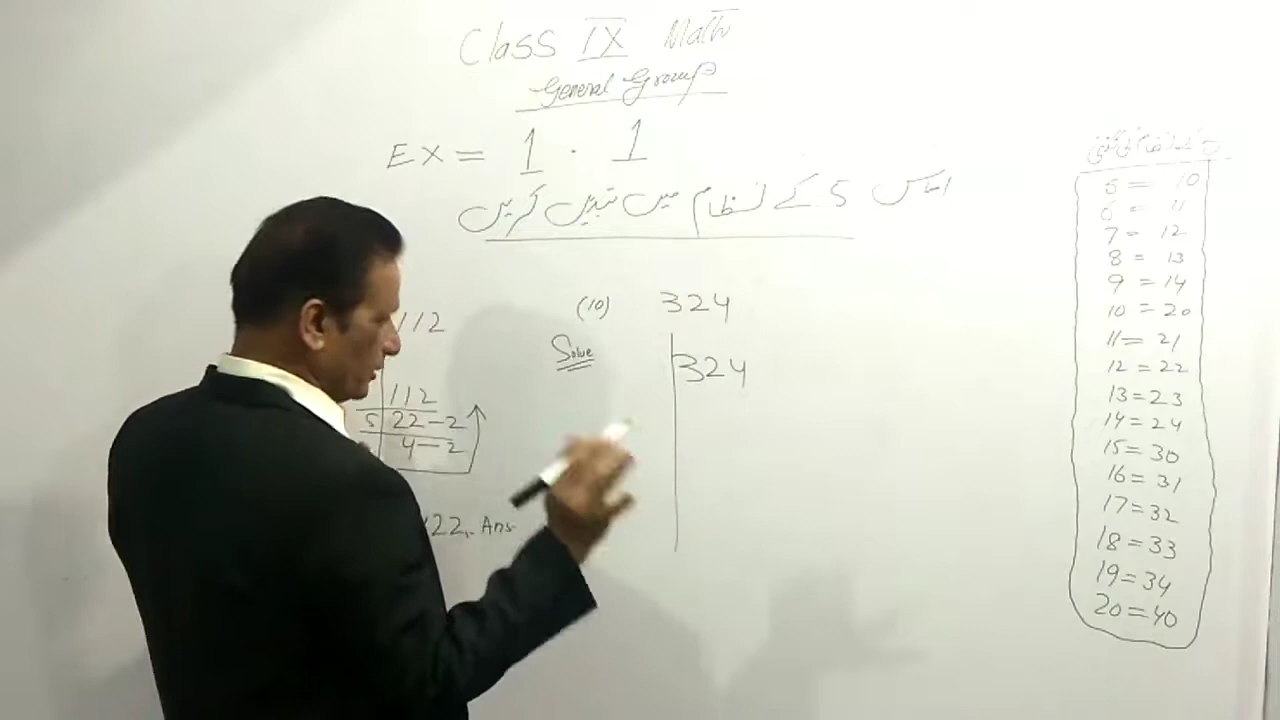 Class IX Math
General Group
EX = 1 . 1
اساس 5 کے نظام میں تبدیل کریں
112
112
5 22 - 2
4 - 2
22, Ans
(10) 324
Solve
324
5 = 10
6 = 11
7 = 12
8 = 13
9 = 14
10 = 20
11 = 21
12 = 22
13 = 23
14 = 24
15 = 30
16 = 31
17 = 32
18 = 33
19 = 34
20 = 40